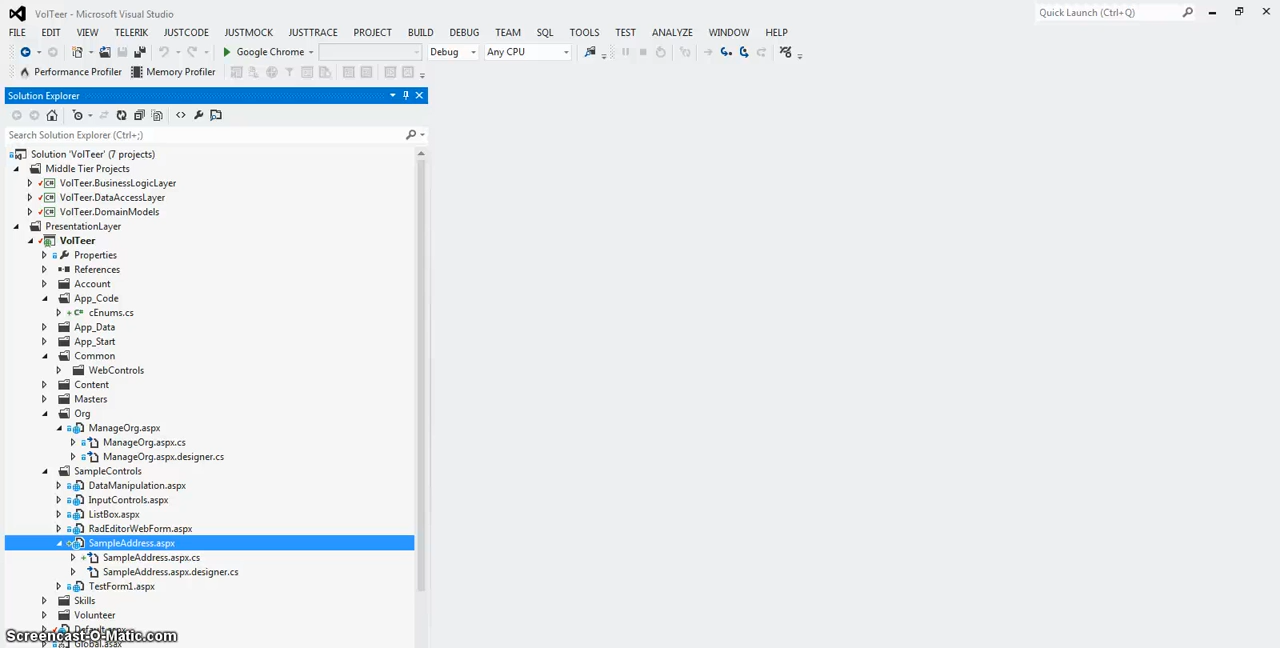 VolTeer - Microsoft Visual Studio
Quick Launch (Ctrl+Q)
FILE EDIT VIEW TELERIK JUSTCODE JUSTMOCK JUSTTRACE PROJECT BUILD DEBUG TEAM SQL TOOLS TEST ANALYZE WINDOW HELP
Google Chrome Debug Any CPU
Performance Profiler Memory Profiler
Solution Explorer
Search Solution Explorer (Ctrl+;)
Solution 'VolTeer' (7 projects)
Middle Tier Projects
VolTeer.BusinessLogicLayer
VolTeer.DataAccessLayer
VolTeer.DomainModels
PresentationLayer
VolTeer
Properties
References
Account
App_Code
cEnums.cs
App_Data
App_Start
Common
WebControls
Content
Masters
Org
ManageOrg.aspx
ManageOrg.aspx.cs
ManageOrg.aspx.designer.cs
SampleControls
DataManipulation.aspx
InputControls.aspx
ListBox.aspx
RadEditorWebForm.aspx
SampleAddress.aspx
SampleAddress.aspx.cs
SampleAddress.aspx.designer.cs
TestForm1.aspx
Skills
Volunteer
Default.aspx
Screencast-O-Matic.com
Global.asax